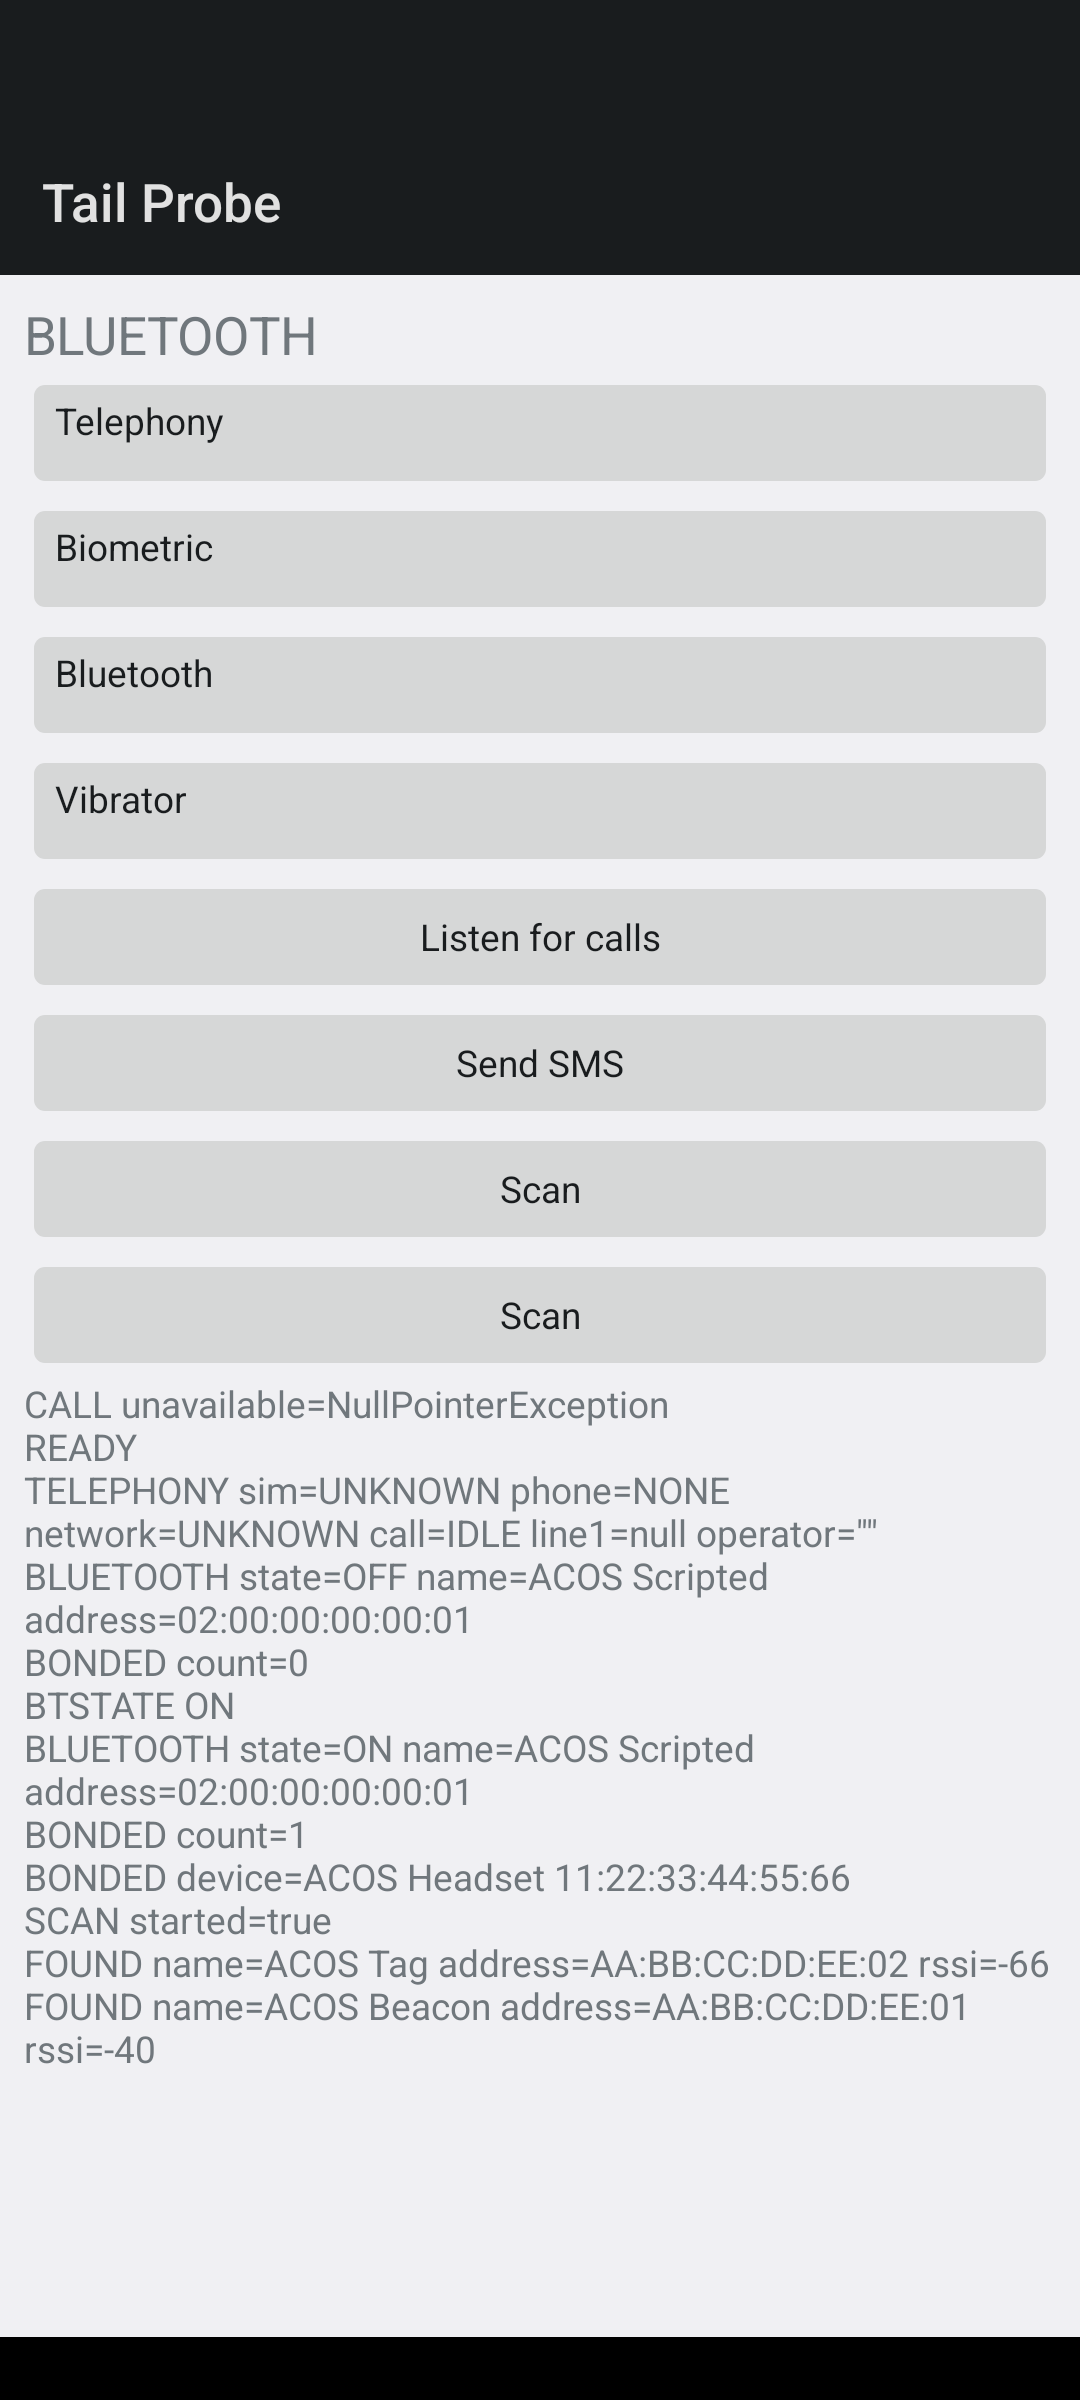 Tail Probe
BLUETOOTH
Telephony
Biometric
Bluetooth
Vibrator
Listen for calls
Send SMS
Scan
Scan
CALL unavailable=NullPointerException
READY
TELEPHONY sim=UNKNOWN phone=NONE
network=UNKNOWN call=IDLE line1=null operator=""
BLUETOOTH state=OFF name=ACOS Scripted
address=02:00:00:00:00:01
BONDED count=0
BTSTATE ON
BLUETOOTH state=ON name=ACOS Scripted
address=02:00:00:00:00:01
BONDED count=1
BONDED device=ACOS Headset 11:22:33:44:55:66
SCAN started=true
FOUND name=ACOS Tag address=AA:BB:CC:DD:EE:02 rssi=-66
FOUND name=ACOS Beacon address=AA:BB:CC:DD:EE:01
rssi=-40